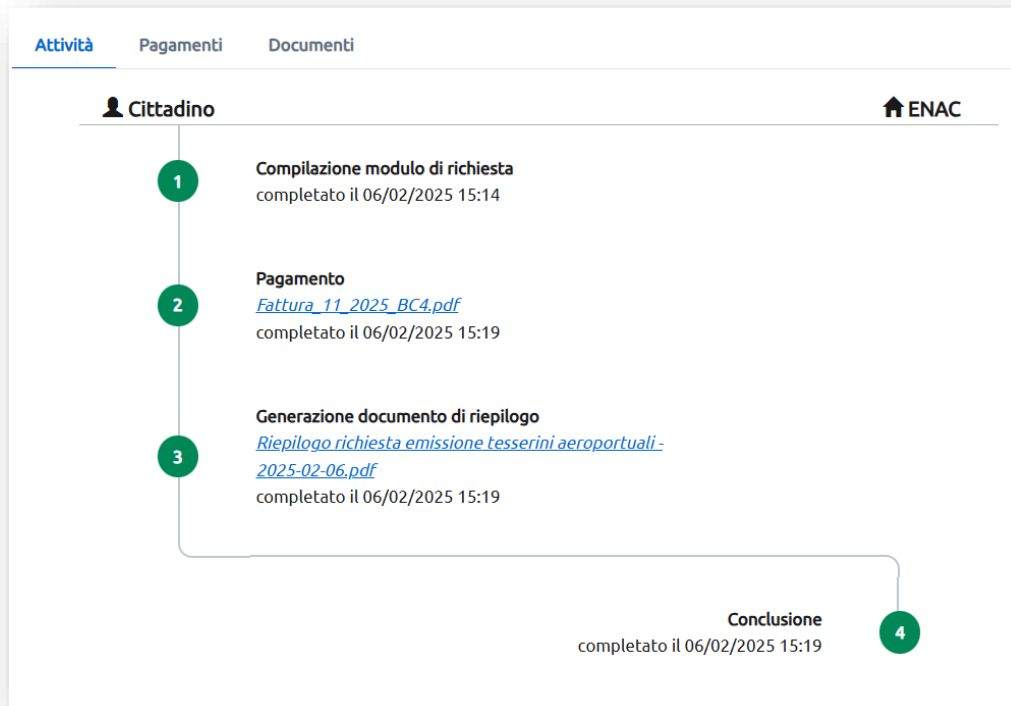 Attività Pagamenti Documenti
Cittadino ENAC
1
Compilazione modulo di richiesta
completato il 06/02/2025 15:14
2
Pagamento
Fattura_11_2025_BC4.pdf
completato il 06/02/2025 15:19
3
Generazione documento di riepilogo
Riepilogo richiesta emissione tesserini aeroportuali -
2025-02-06.pdf
completato il 06/02/2025 15:19
Conclusione
completato il 06/02/2025 15:19
4